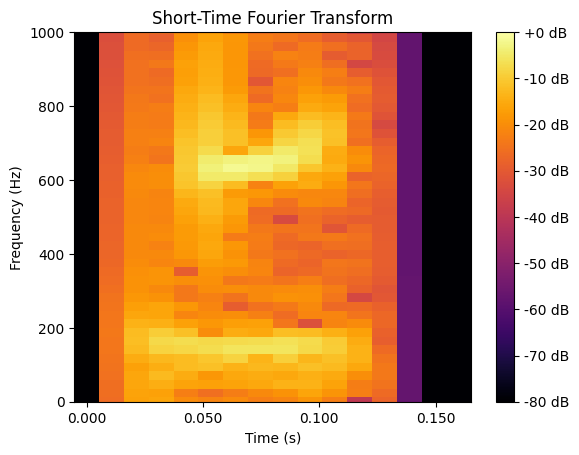 Short-Time Fourier Transform
1000
800
600
400
200
0
Frequency (Hz)
0.000
0.050
0.100
0.150
Time (s)
+0 dB
-10 dB
-20 dB
-30 dB
-40 dB
-50 dB
-60 dB
-70 dB
-80 dB